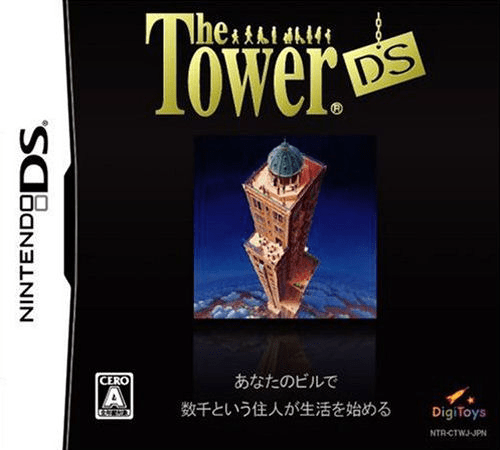 The
Tower®
DS
NINTENDO DS®
あなたのビルで
数千という住人が生活を始める
CERO
A
DigiToys
NTR-CTWJ-JPN